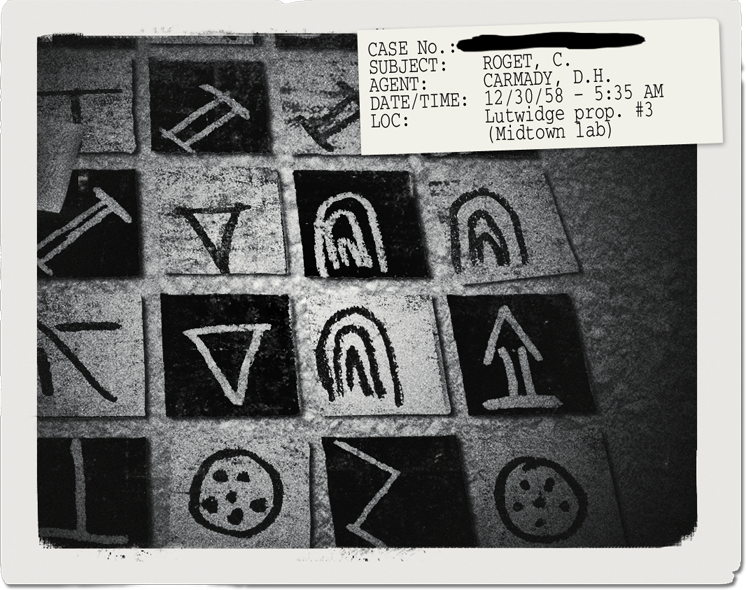 CASE No.:
SUBJECT: ROGET, C.
AGENT: CARMADY, D.H.
DATE/TIME: 12/30/58 - 5:35 AM
LOC: Lutwidge prop. #3
(Midtown lab)